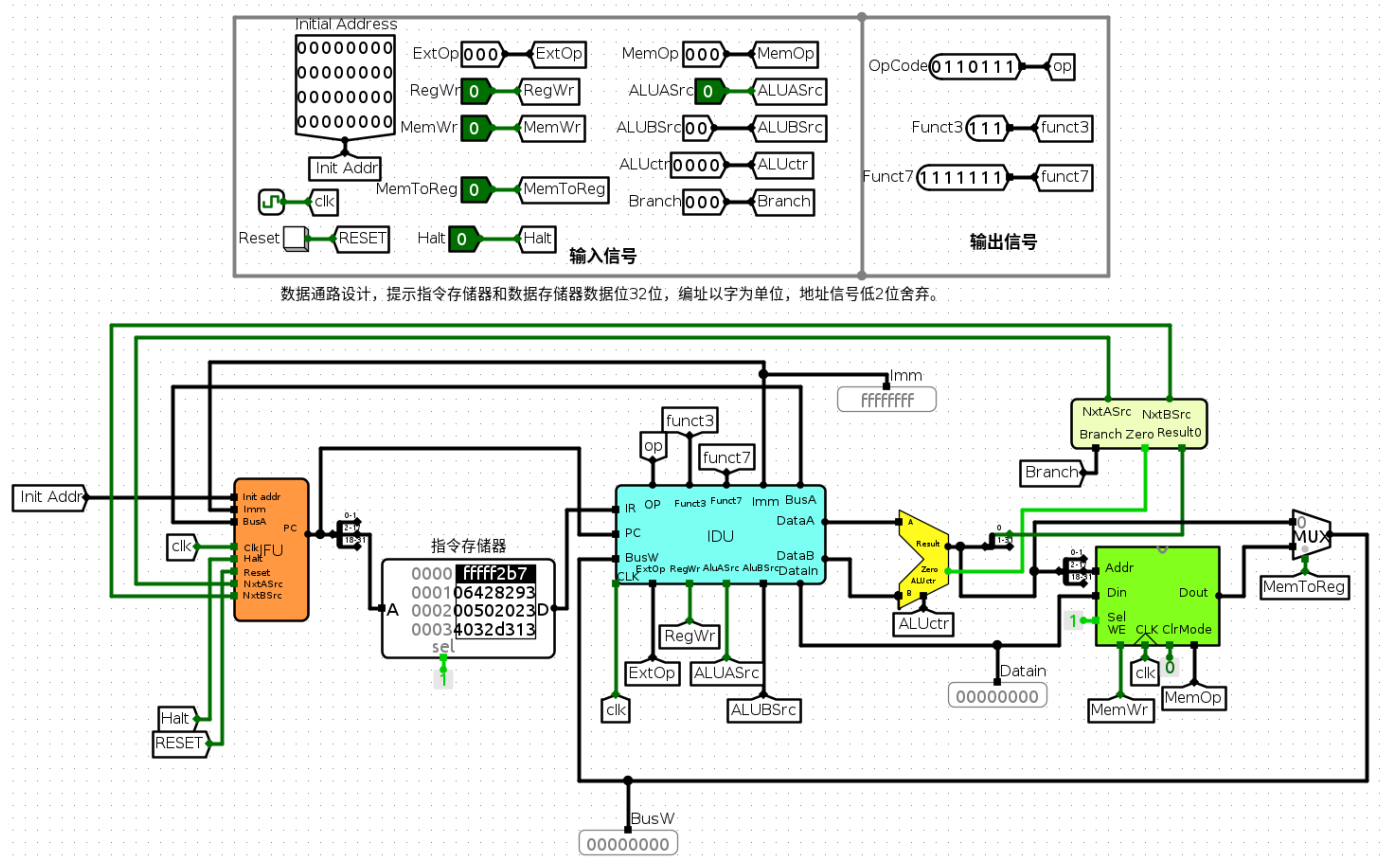 Initial Address
00000000
00000000
00000000
00000000
Init Addr
clk
Reset
RESET
ExtOp
000
ExtOp
RegWr
0
RegWr
MemWr
0
MemWr
MemToReg
0
MemToReg
Halt
0
Halt
输入信号
MemOp
000
MemOp
ALUASrc
0
ALUASrc
ALUBSrc
00
ALUBSrc
ALUctr
0000
ALUctr
Branch
000
Branch
OpCode
0110111
op
Funct3
111
funct3
Funct7
1111111
funct7
输出信号
数据通路设计，提示指令存储器和数据存储器数据位32位，编址以字为单位，地址信号低2位舍弃。
Init Addr
Init addr
Imm
BusA
PC
Clk
IFU
Halt
Reset
NxtASrc
NxtBSrc
clk
Halt
RESET
0-1
18-31
指令存储器
0000 fffff2b7
0001 06428293
0002 00502023
0003 4032d313
A
D
sel
1
op
funct3
funct7
Imm
ffffffff
IR
OP
Funct3
Funct7
Imm
BusA
PC
IDU
DataA
BusW
DataB
CLK
ExtOp
RegWr
AluASrc
AluBSrc
DataIn
clk
ExtOp
RegWr
ALUASrc
ALUBSrc
A
Result
Zero
ALUctr
B
ALUctr
0
1-31
NxtASrc
NxtBSrc
Branch
Zero
Result0
Branch
0-1
18-31
Addr
Din
Dout
Sel
WE
CLK
Clr
Mode
1
clk
0
MemWr
MemOp
0
MUX
MemToReg
Datain
00000000
BusW
00000000